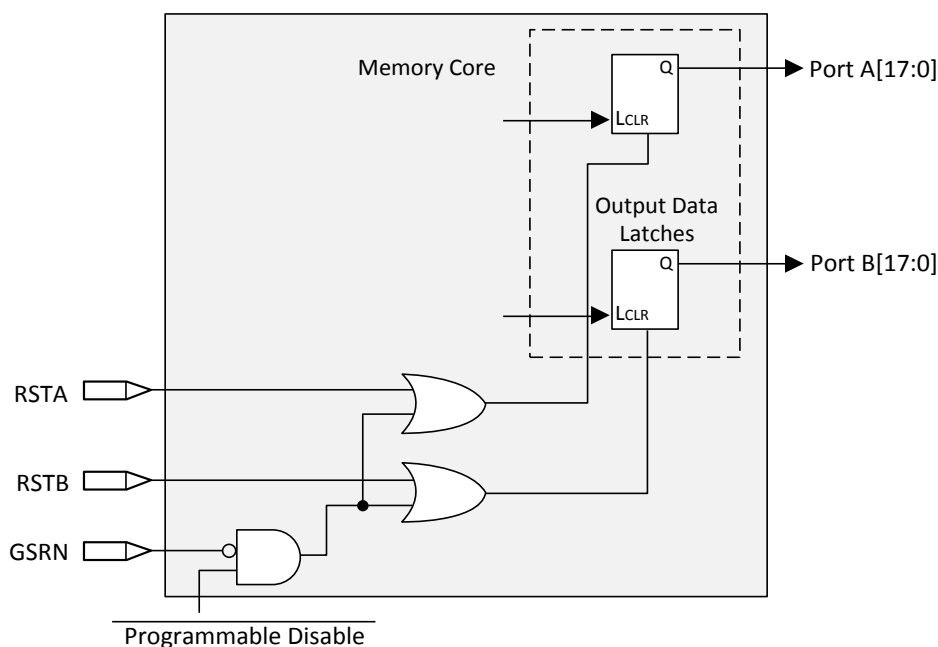 Memory Core
Q
Port A[17:0]
LCLR
Output Data
Latches
Q
Port B[17:0]
LCLR
RSTA
RSTB
GSRN
Programmable Disable